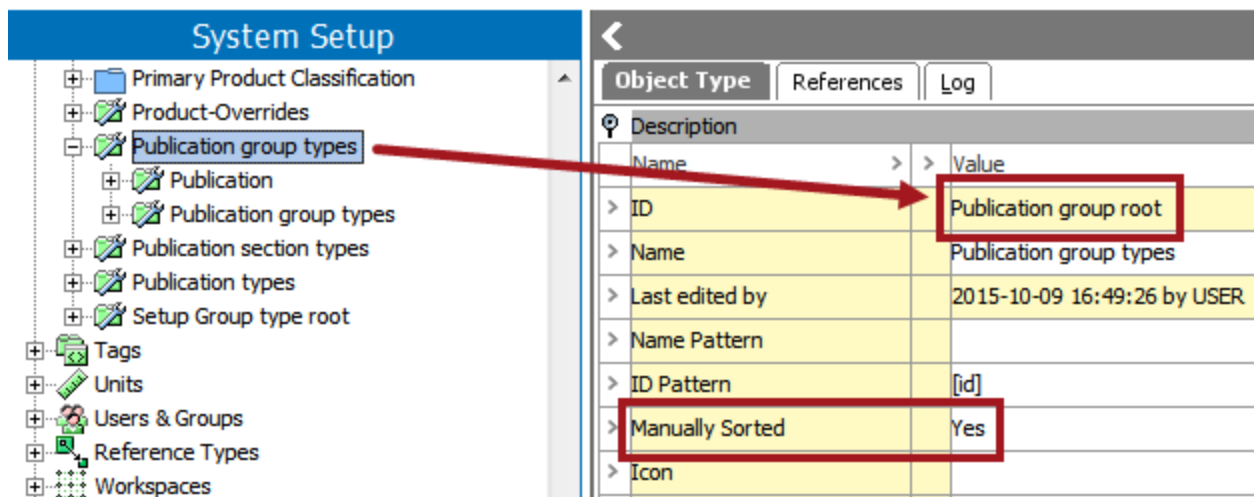 System Setup
Primary Product Classification
Product-Overrides
Publication group types
Publication
Publication group types
Publication section types
Publication types
Setup Group type root
Tags
Units
Users & Groups
Reference Types
Workspaces
Object Type References Log
Description
Name > > Value
> ID Publication group root
> Name Publication group types
> Last edited by 2015-10-09 16:49:26 by USER
> Name Pattern
> ID Pattern [id]
> Manually Sorted Yes
> Icon